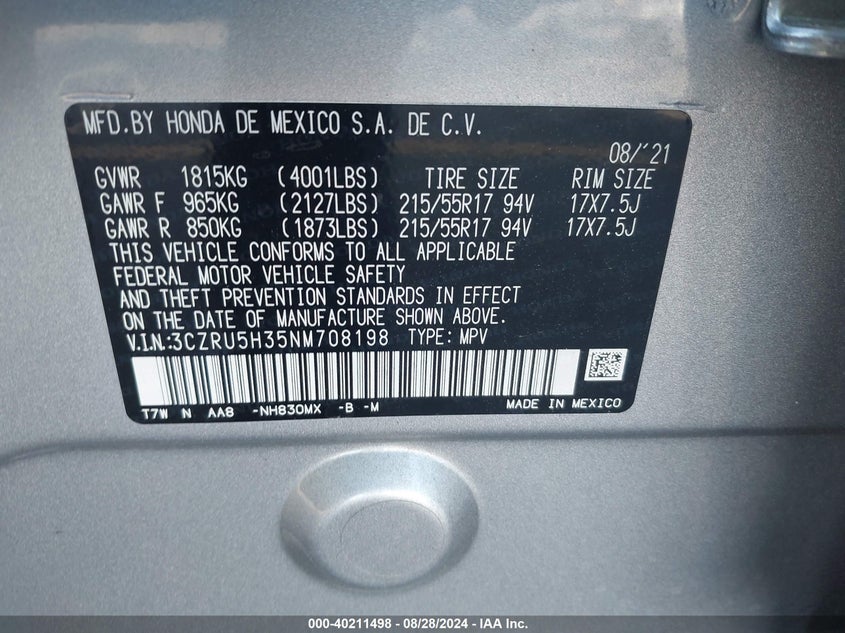 MFD.BY HONDA DE MEXICO S.A. DE C.V.
08/'21
GVWR 1815KG (4001LBS) TIRE SIZE RIM SIZE
GAWR F 965KG (2127LBS) 215/55R17 94V 17X7.5J
GAWR R 850KG (1873LBS) 215/55R17 94V 17X7.5J
THIS VEHICLE CONFORMS TO ALL APPLICABLE
FEDERAL MOTOR VEHICLE SAFETY
AND THEFT PREVENTION STANDARDS IN EFFECT
ON THE DATE OF MANUFACTURE SHOWN ABOVE.
V.I.N.:3CZRU5H35NM708198 TYPE: MPV
T7W N AA8 -NH830MX -B -M MADE IN MEXICO
000-40211498 - 08/28/2024 - IAA Inc.